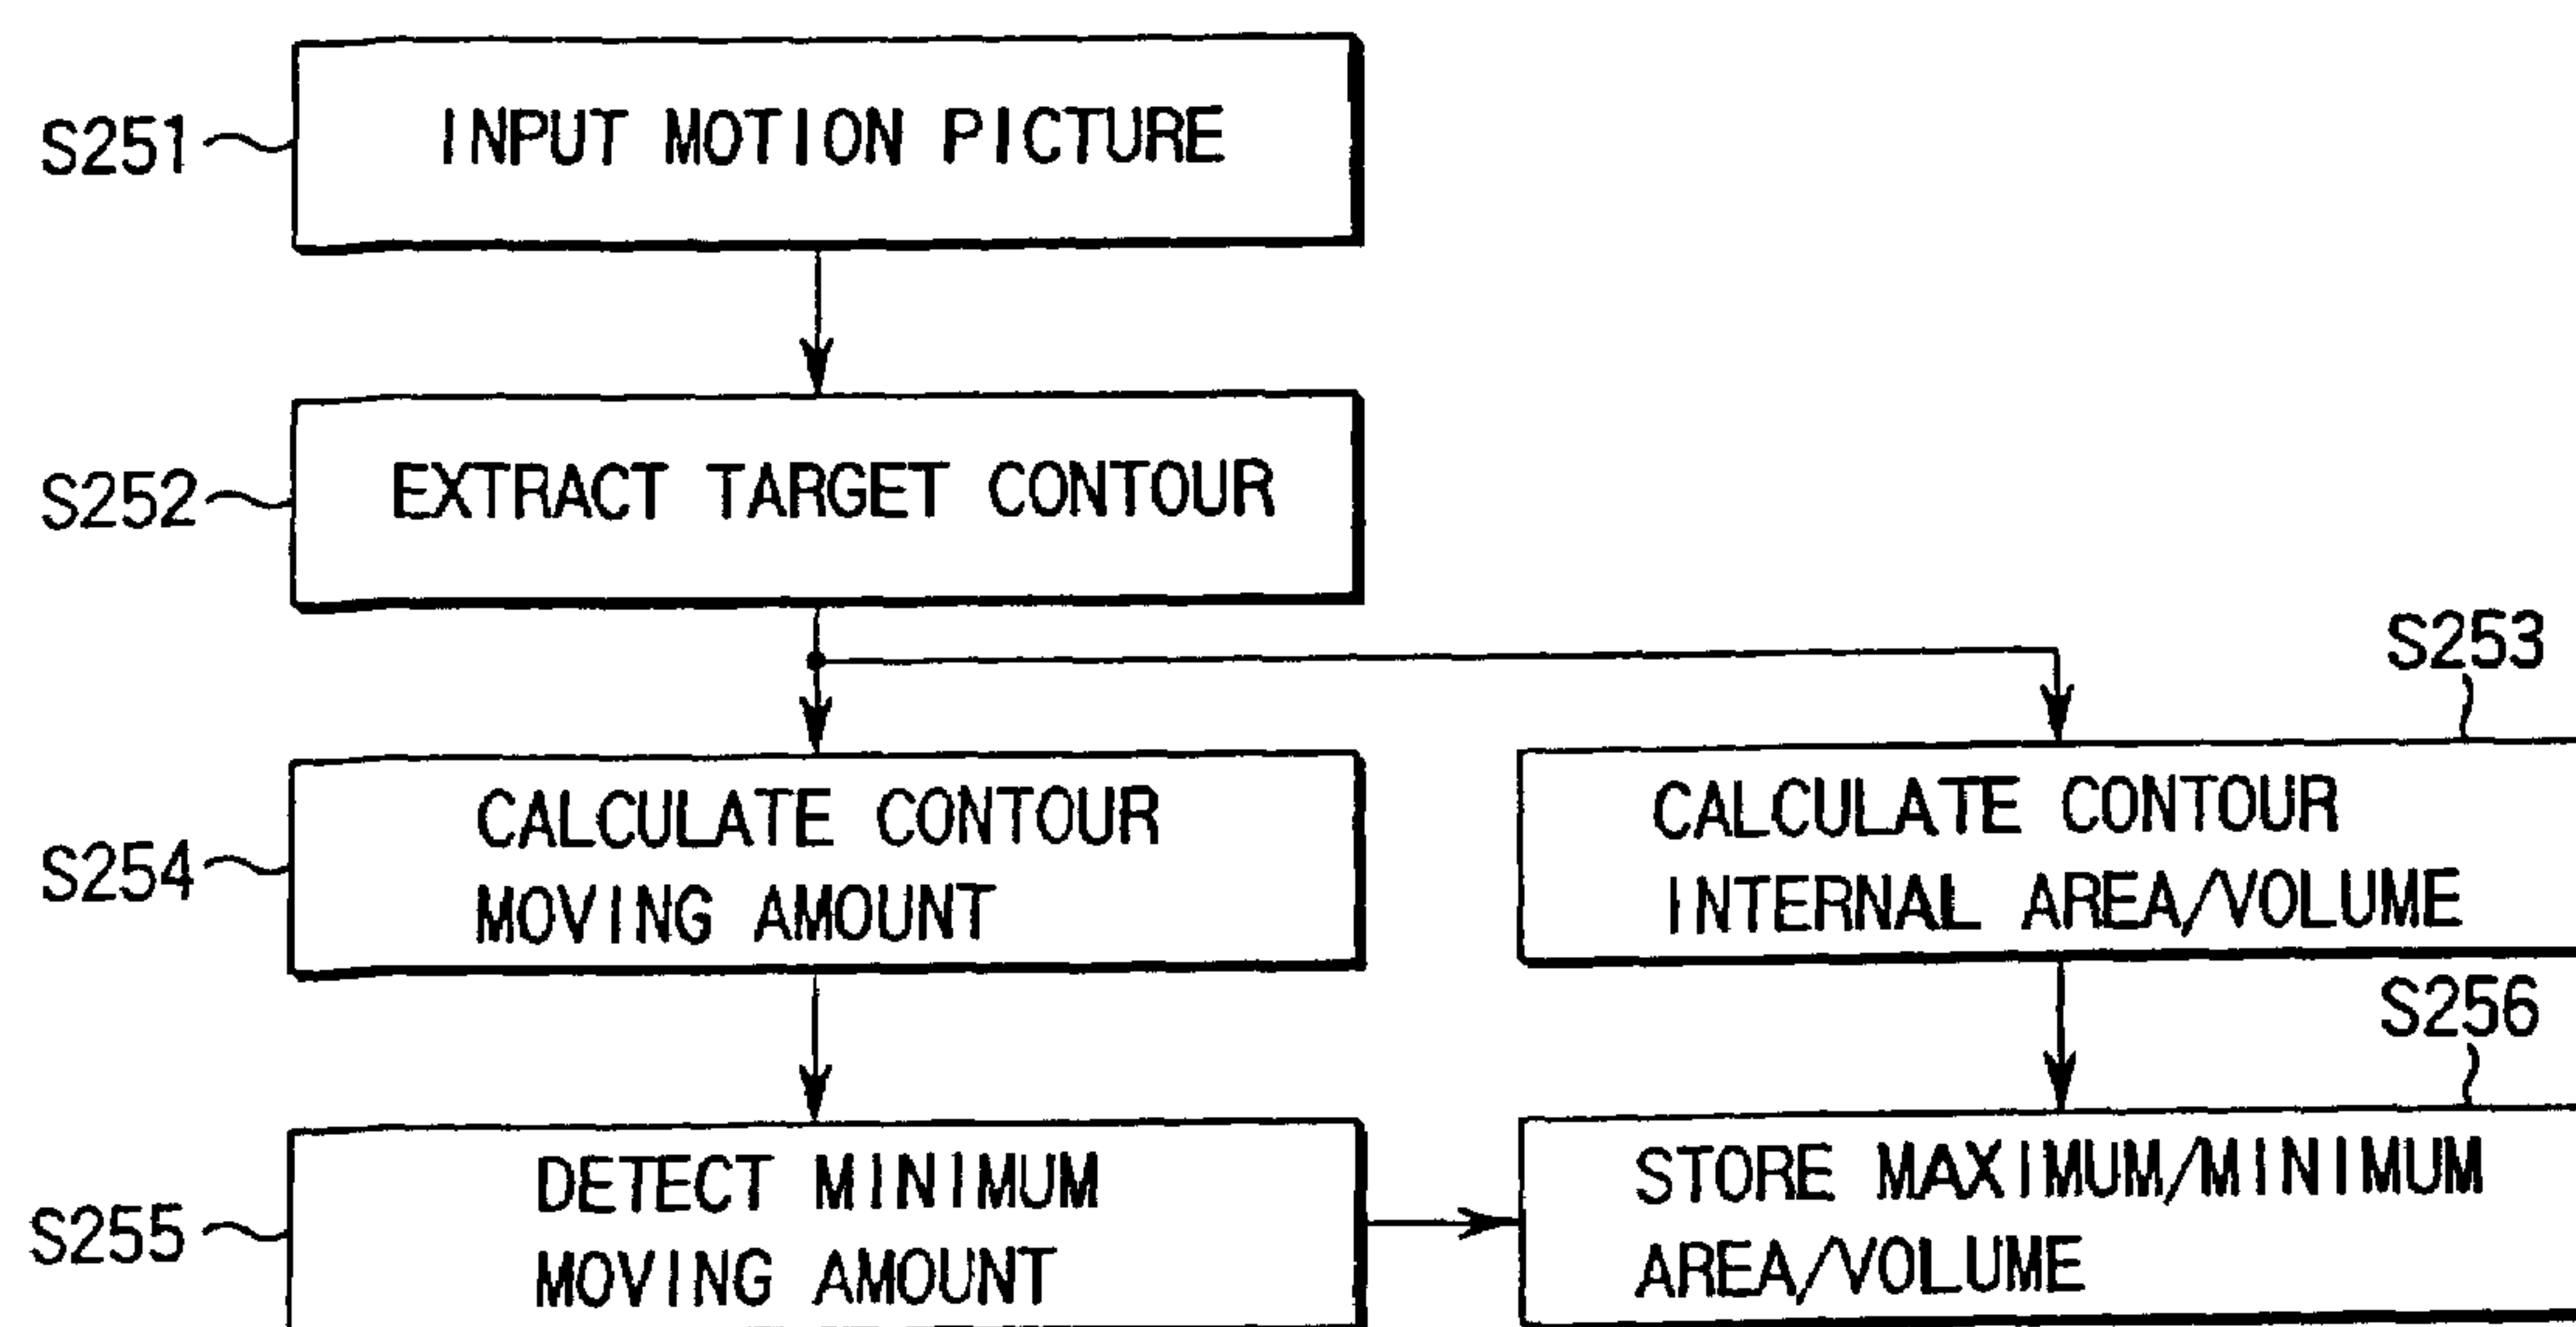 S251
INPUT MOTION PICTURE
S252
EXTRACT TARGET CONTOUR
S253
S254
CALCULATE CONTOUR
MOVING AMOUNT
CALCULATE CONTOUR
INTERNAL AREA/VOLUME
S256
S255
DETECT MINIMUM
MOVING AMOUNT
STORE MAXIMUM/MINIMUM
AREA/VOLUME